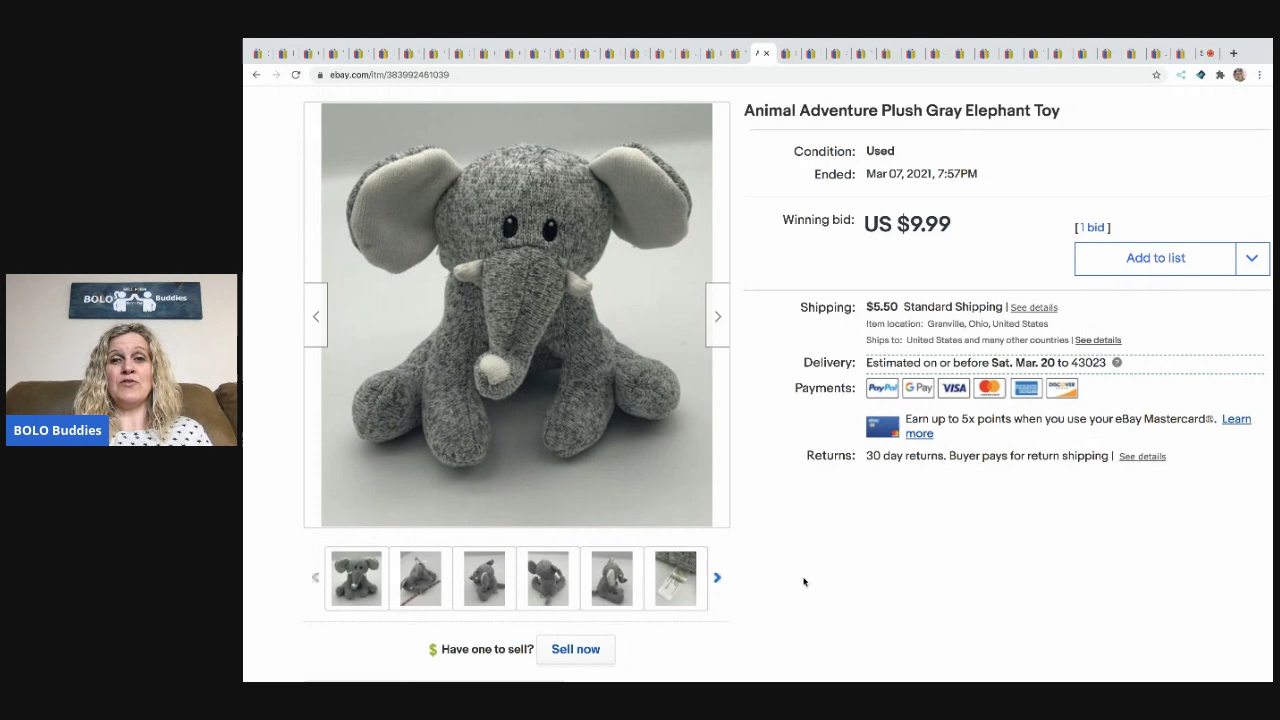 ebay.com/itm/383992461039
Animal Adventure Plush Gray Elephant Toy
Condition: Used
Ended: Mar 07, 2021, 7:57PM
Winning bid: US $9.99
[ 1 bid ]
Add to list
Shipping: $5.50 Standard Shipping | See details
Item location: Granville, Ohio, United States
Ships to: United States and many other countries | See details
Delivery: Estimated on or before Sat. Mar. 20 to 43023
Payments: PayPal G Pay VISA
Earn up to 5x points when you use your eBay Mastercard®. Learn
more
Returns: 30 day returns. Buyer pays for return shipping | See details
BOLO Buddies
BOLO Buddies
$ Have one to sell? Sell now